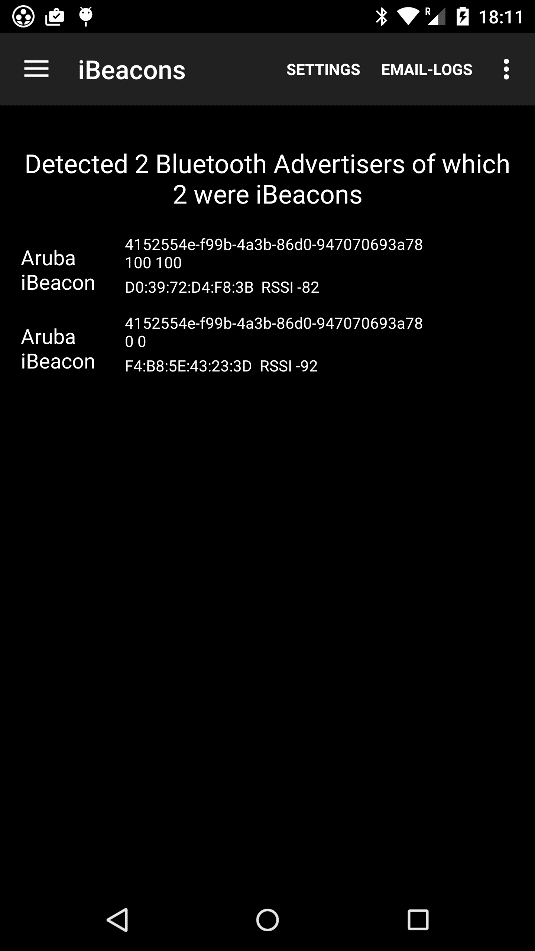 R
18:11
iBeacons
SETTINGS
EMAIL-LOGS
Detected 2 Bluetooth Advertisers of which
2 were iBeacons
Aruba
iBeacon
4152554e-f99b-4a3b-86d0-947070693a78
100 100
D0:39:72:D4:F8:3B RSSI -82
Aruba
iBeacon
4152554e-f99b-4a3b-86d0-947070693a78
0 0
F4:B8:5E:43:23:3D RSSI -92